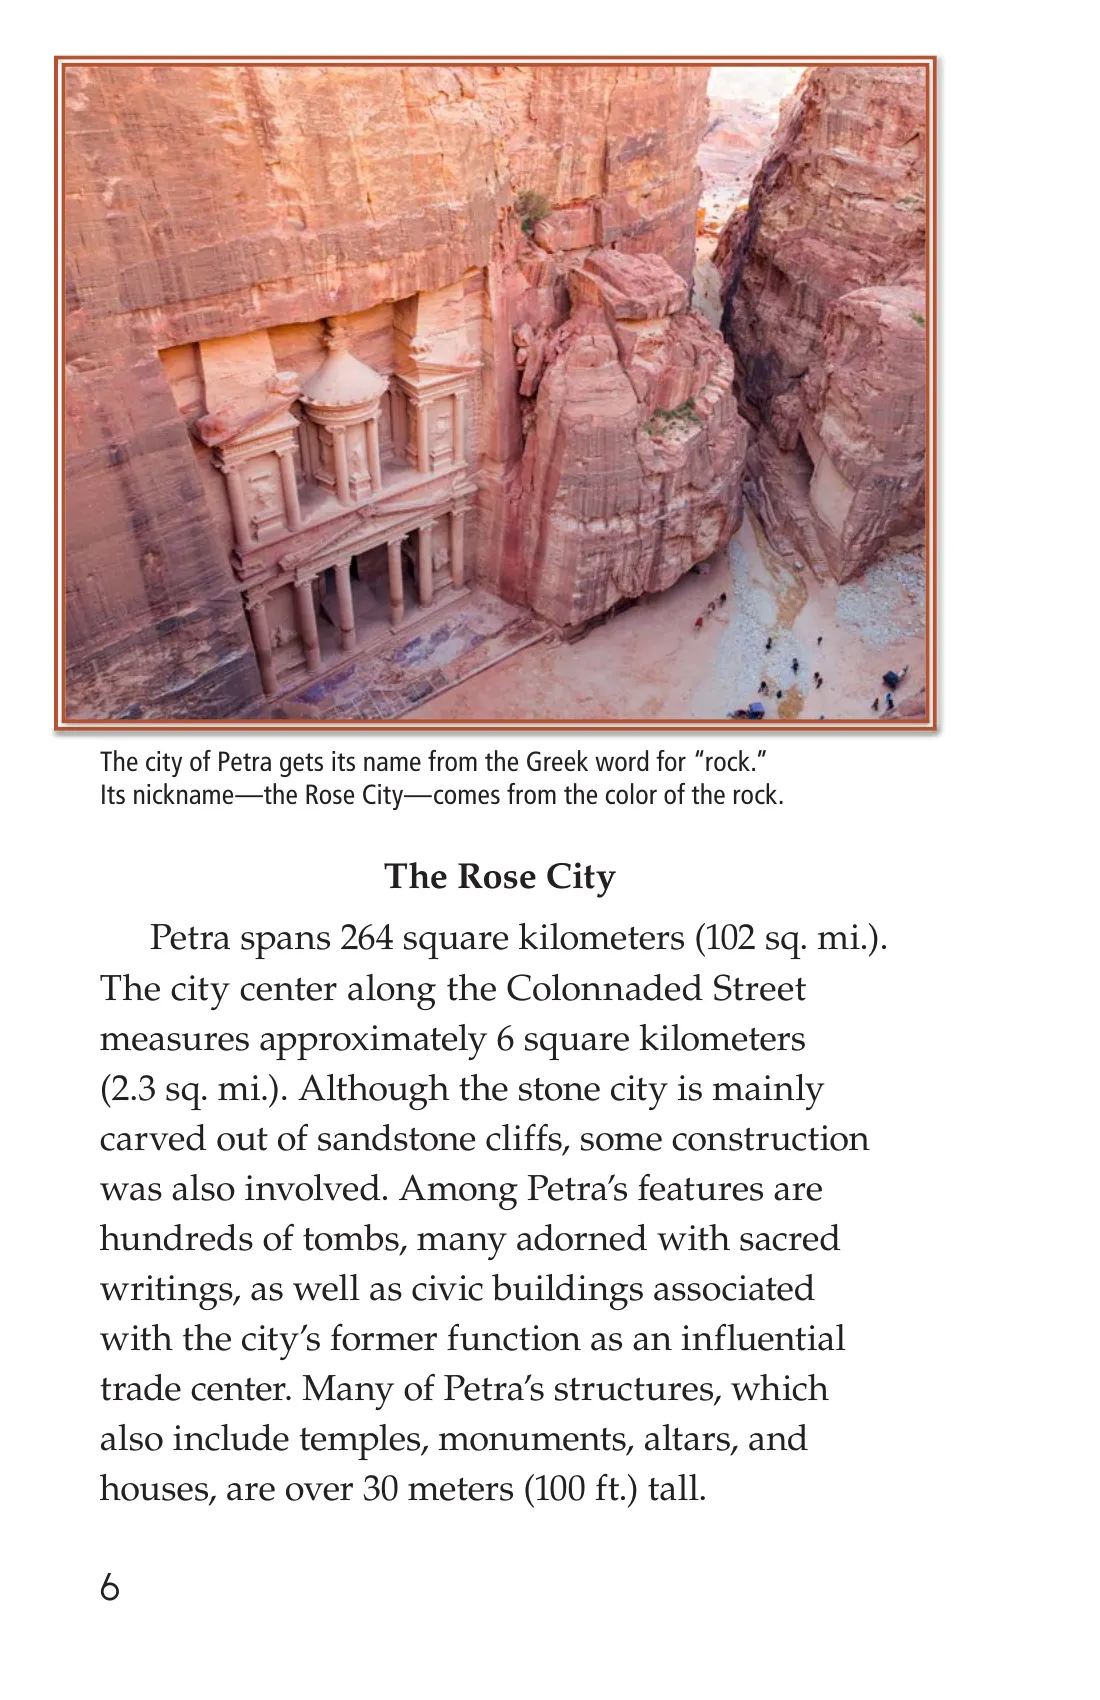 The city of Petra gets its name from the Greek word for “rock.”
Its nickname—the Rose City—comes from the color of the rock.
The Rose City
Petra spans 264 square kilometers (102 sq. mi.).
The city center along the Colonnaded Street
measures approximately 6 square kilometers
(2.3 sq. mi.). Although the stone city is mainly
carved out of sandstone cliffs, some construction
was also involved. Among Petra’s features are
hundreds of tombs, many adorned with sacred
writings, as well as civic buildings associated
with the city’s former function as an influential
trade center. Many of Petra’s structures, which
also include temples, monuments, altars, and
houses, are over 30 meters (100 ft.) tall.
6